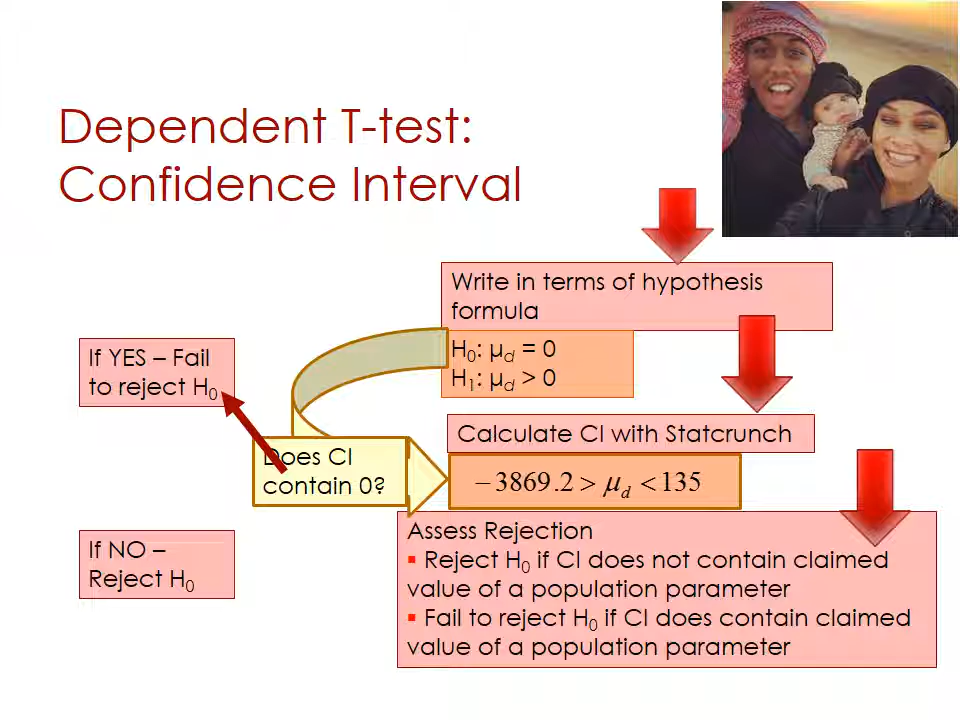 Dependent T-test:
Confidence Interval
Write in terms of hypothesis
formula
H₀: μ_d = 0
H₁: μ_d > 0
If YES – Fail
to reject H₀
Calculate CI with Statcrunch
Does CI
contain 0?
−3869.2 > μ_d < 135
Assess Rejection
▪ Reject H₀ if CI does not contain claimed
value of a population parameter
▪ Fail to reject H₀ if CI does contain claimed
value of a population parameter
If NO –
Reject H₀